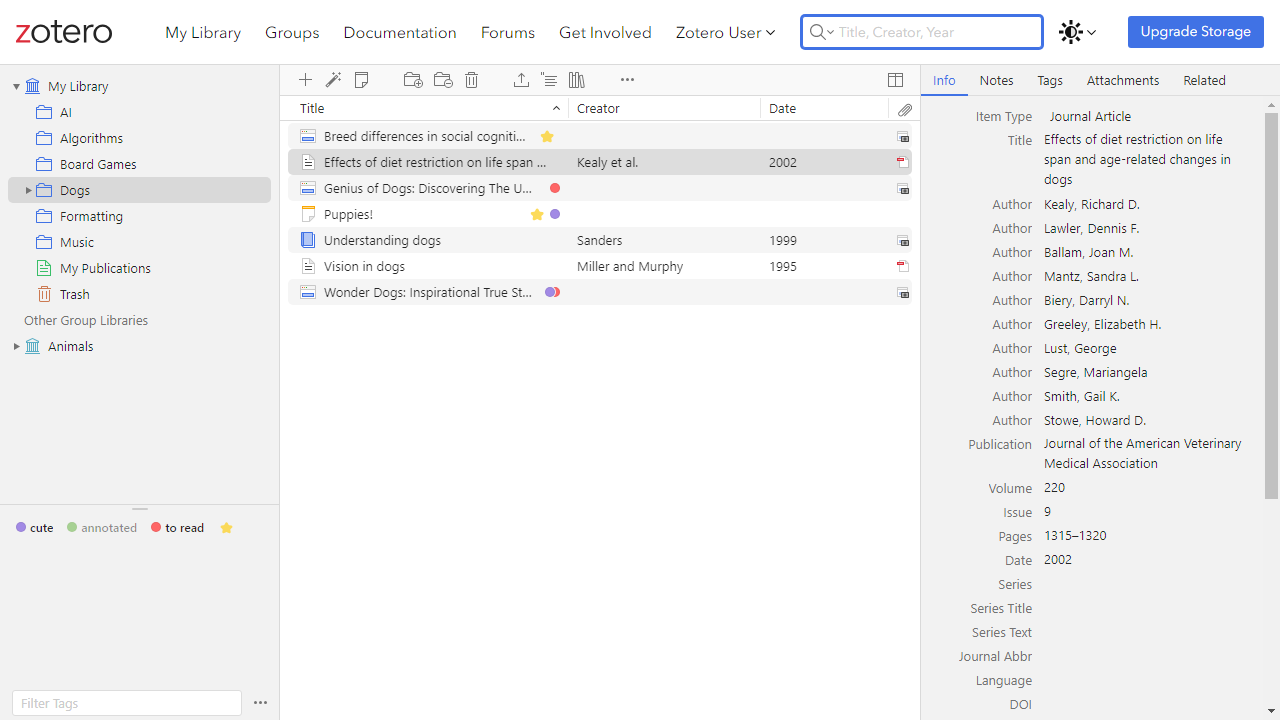 zotero
My Library
Groups
Documentation
Forums
Get Involved
Zotero User
Title, Creator, Year
Upgrade Storage
My Library
AI
Algorithms
Board Games
Dogs
Formatting
Music
My Publications
Trash
Other Group Libraries
Animals
cute
annotated
to read
Filter Tags
Title
Creator
Date
Breed differences in social cogniti...
Effects of diet restriction on life span ...
Kealy et al.
2002
Genius of Dogs: Discovering The U...
Puppies!
Understanding dogs
Sanders
1999
Vision in dogs
Miller and Murphy
1995
Wonder Dogs: Inspirational True St...
Info
Notes
Tags
Attachments
Related
Item Type
Journal Article
Title
Effects of diet restriction on life
span and age-related changes in
dogs
Author
Kealy, Richard D.
Author
Lawler, Dennis F.
Author
Ballam, Joan M.
Author
Mantz, Sandra L.
Author
Biery, Darryl N.
Author
Greeley, Elizabeth H.
Author
Lust, George
Author
Segre, Mariangela
Author
Smith, Gail K.
Author
Stowe, Howard D.
Publication
Journal of the American Veterinary
Medical Association
Volume
220
Issue
9
Pages
1315–1320
Date
2002
Series
Series Title
Series Text
Journal Abbr
Language
DOI